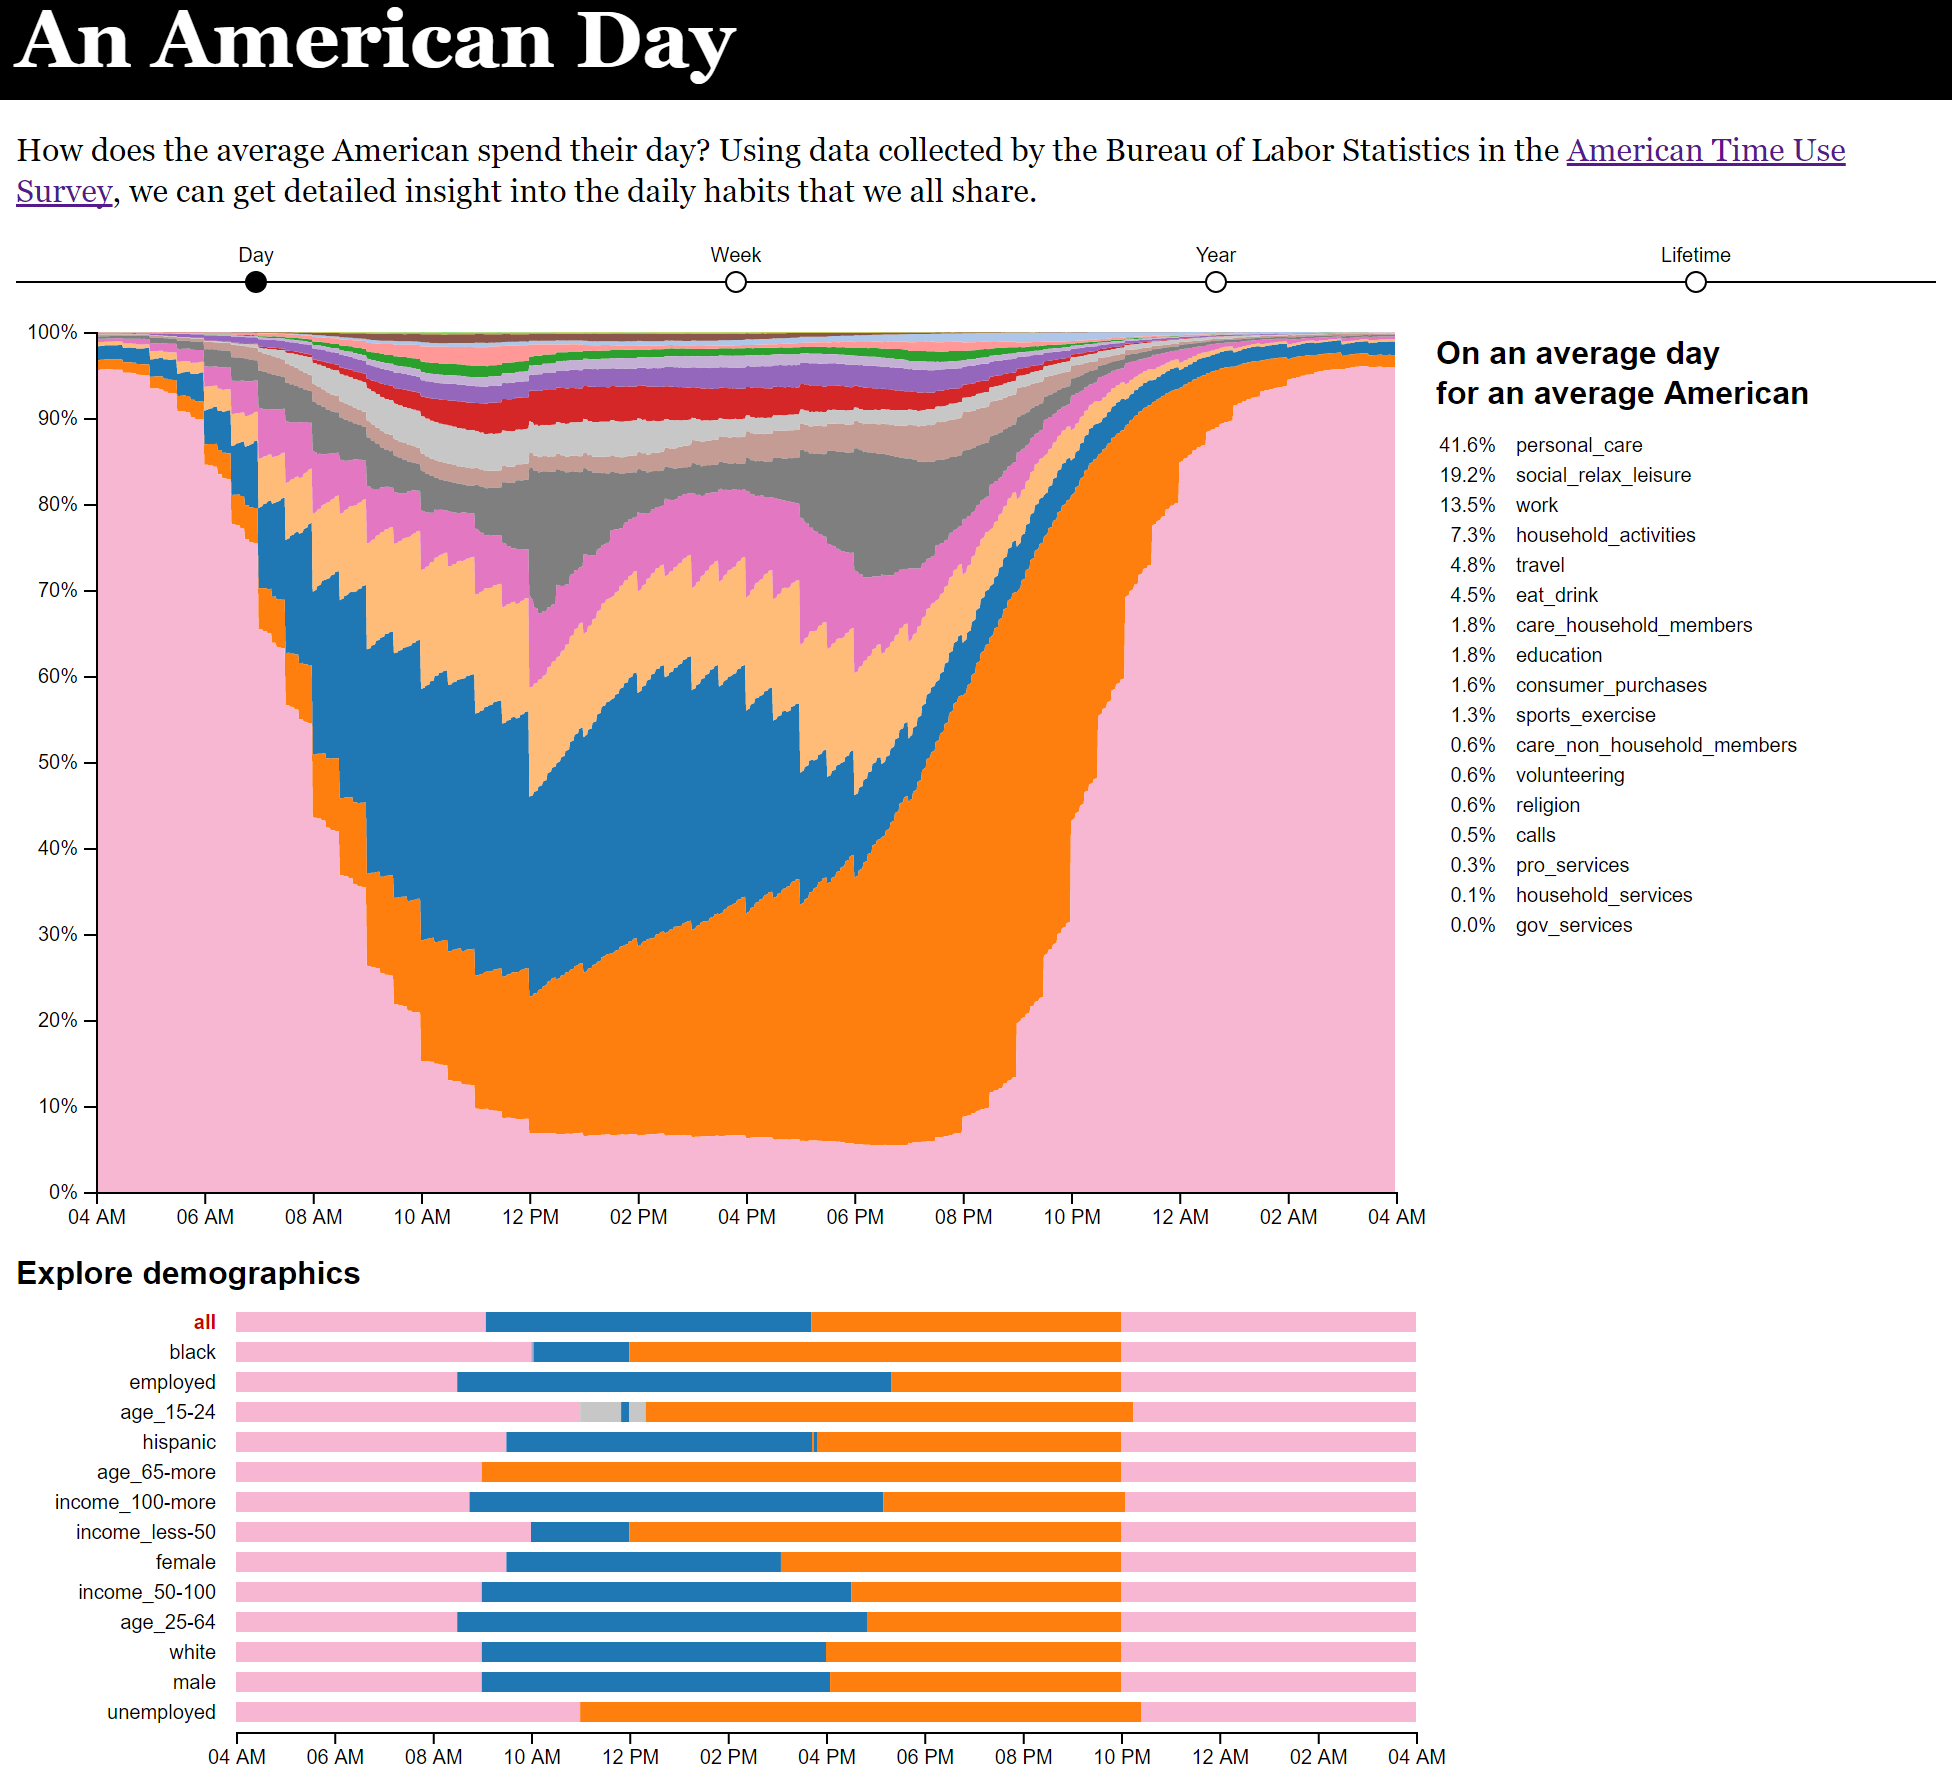 An American Day
How does the average American spend their day? Using data collected by the Bureau of Labor Statistics in the American Time Use
Survey, we can get detailed insight into the daily habits that we all share.
Day Week Year Lifetime
100%
90%
80%
70%
60%
50%
40%
30%
20%
10%
0%
04 AM 06 AM 08 AM 10 AM 12 PM 02 PM 04 PM 06 PM 08 PM 10 PM 12 AM 02 AM 04 AM
On an average day
for an average American
41.6% personal_care
19.2% social_relax_leisure
13.5% work
7.3% household_activities
4.8% travel
4.5% eat_drink
1.8% care_household_members
1.8% education
1.6% consumer_purchases
1.3% sports_exercise
0.6% care_non_household_members
0.6% volunteering
0.6% religion
0.5% calls
0.3% pro_services
0.1% household_services
0.0% gov_services
Explore demographics
all
black
employed
age_15-24
hispanic
age_65-more
income_100-more
income_less-50
female
income_50-100
age_25-64
white
male
unemployed
04 AM 06 AM 08 AM 10 AM 12 PM 02 PM 04 PM 06 PM 08 PM 10 PM 12 AM 02 AM 04 AM